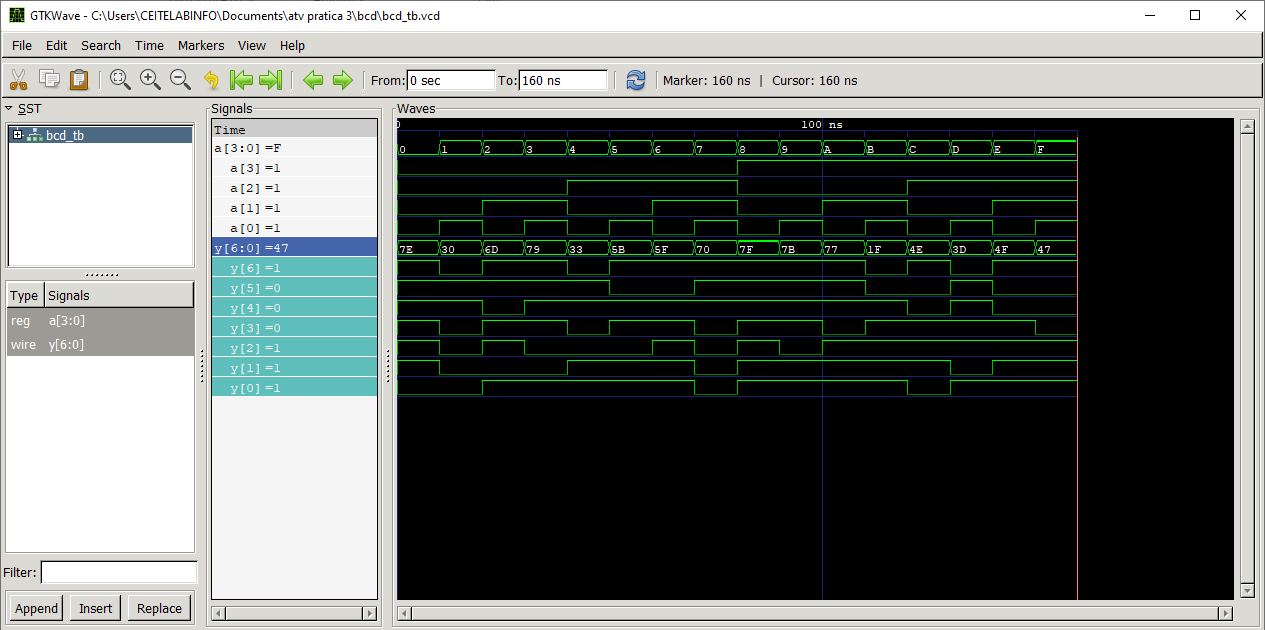 GTKWave - C:\Users\CEITELABINFO\Documents\atv pratica 3\bcd\bcd_tb.vcd
File Edit Search Time Markers View Help
From: 0 sec To: 160 ns Marker: 160 ns | Cursor: 160 ns
SST
bcd_tb
Type Signals
reg a[3:0]
wire y[6:0]
Filter:
Append Insert Replace
Signals
Time
a[3:0] =F
a[3] =1
a[2] =1
a[1] =1
a[0] =1
y[6:0] =47
y[6] =1
y[5] =0
y[4] =0
y[3] =0
y[2] =1
y[1] =1
y[0] =1
Waves
0 100 ns
0 1 2 3 4 5 6 7 8 9 A B C D E F
7E 30 6D 79 33 5B 5F 70 7F 7B 77 1F 4E 3D 4F 47